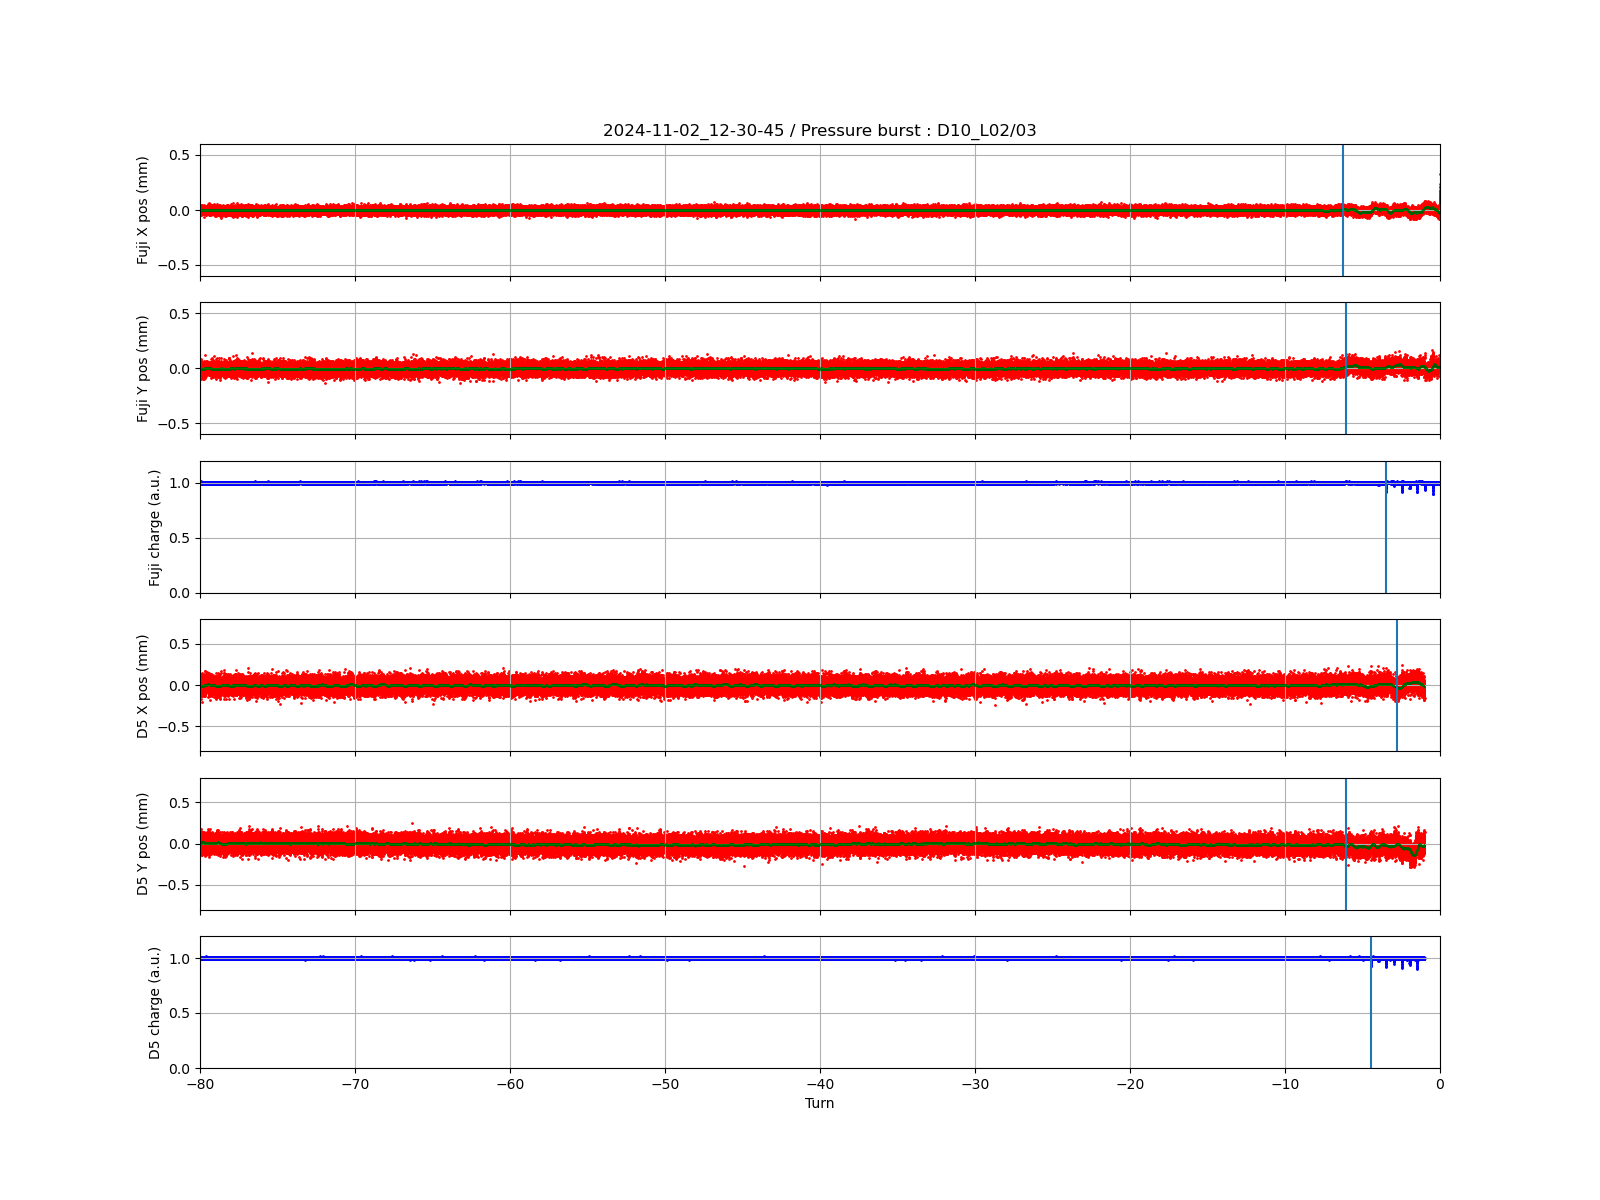 2024-11-02_12-30-45 / Pressure burst : D10_L02/03
Fuji X pos (mm)
0.5
0.0
−0.5
Fuji Y pos (mm)
0.5
0.0
−0.5
Fuji charge (a.u.)
1.0
0.5
0.0
D5 X pos (mm)
0.5
0.0
−0.5
D5 Y pos (mm)
0.5
0.0
−0.5
D5 charge (a.u.)
1.0
0.5
0.0
−80 −70 −60 −50 −40 −30 −20 −10 0
Turn